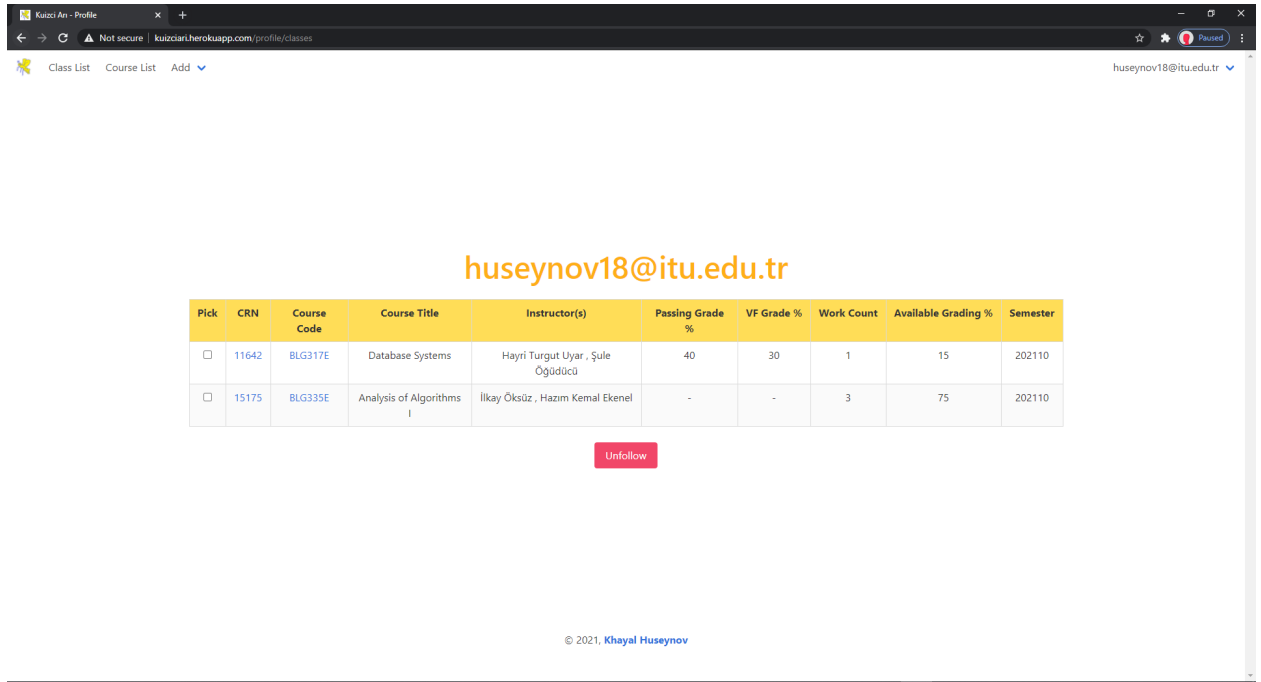 Kuizci Arı - Profile
Not secure | kuizciari.herokuapp.com/profile/classes
Paused
Class List Course List Add
huseynov18@itu.edu.tr
huseynov18@itu.edu.tr
Pick CRN Course Code Course Title Instructor(s) Passing Grade % VF Grade % Work Count Available Grading % Semester
11642 BLG317E Database Systems Hayri Turgut Uyar , Şule Öğüdücü 40 30 1 15 202110
15175 BLG335E Analysis of Algorithms I İlkay Öksüz , Hazım Kemal Ekenel - - 3 75 202110
Unfollow
© 2021, Khayal Huseynov